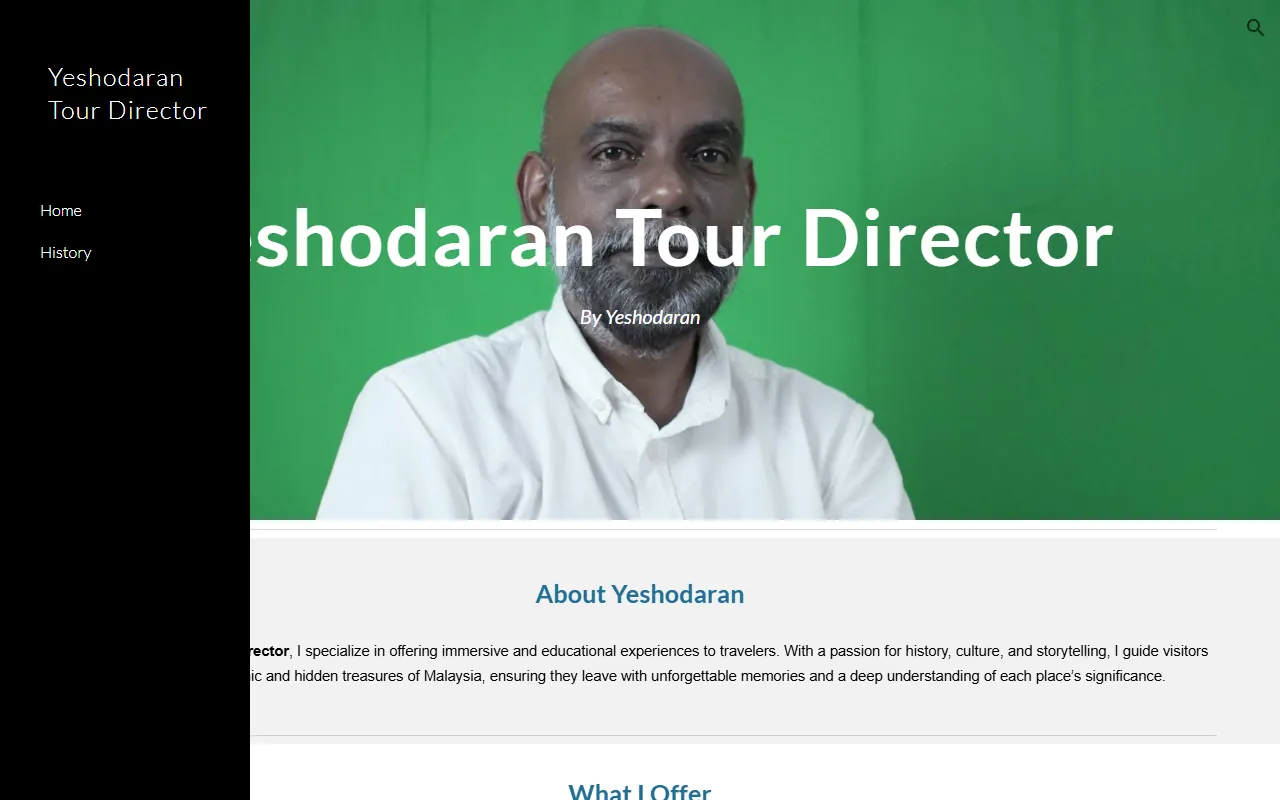 Yeshodaran
Tour Director
Home
History
eshodaran Tour Director
By Yeshodaran
About Yeshodaran
rector, I specialize in offering immersive and educational experiences to travelers. With a passion for history, culture, and storytelling, I guide visitors
ic and hidden treasures of Malaysia, ensuring they leave with unforgettable memories and a deep understanding of each place’s significance.
What I Offer